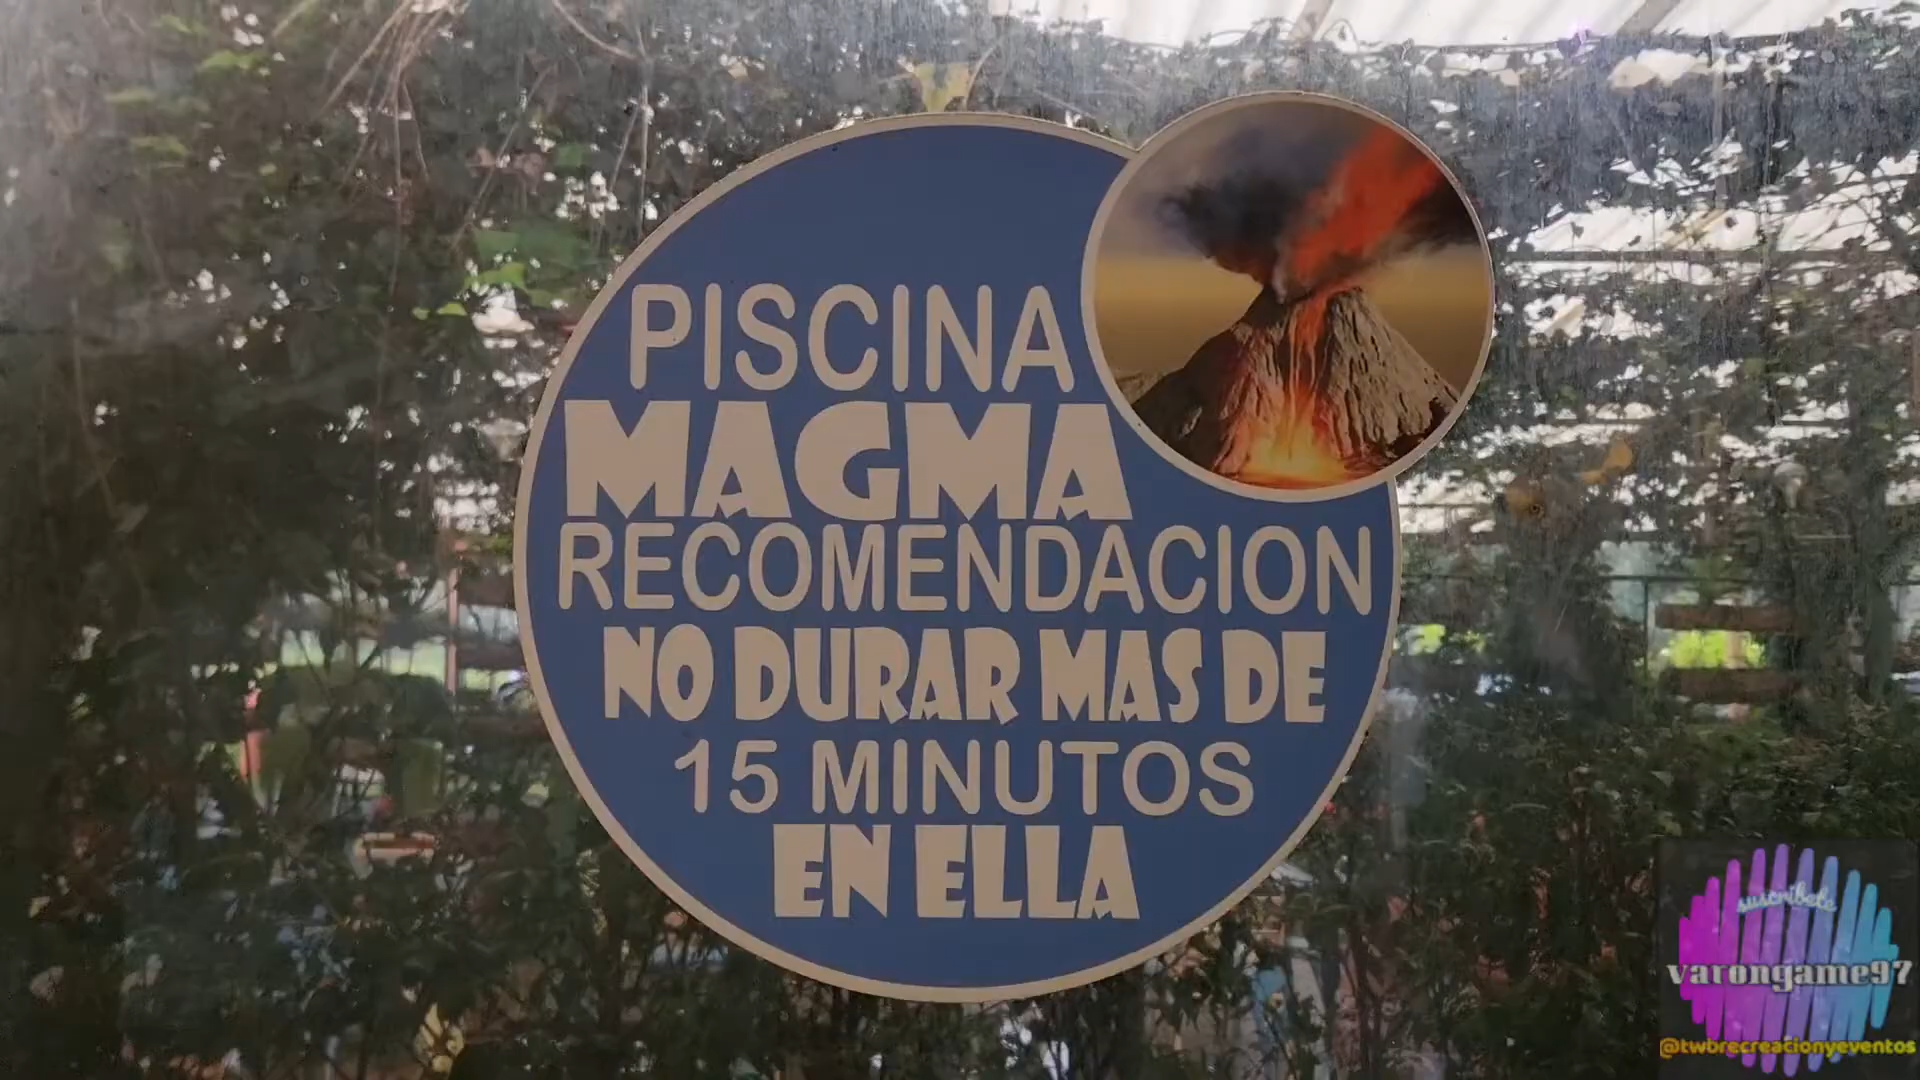 PISCINA
MAGMA
RECOMENDACION
NO DURAR MAS DE
15 MINUTOS
EN ELLA
suscribete
varongame97
@twbrecreacionyeventos